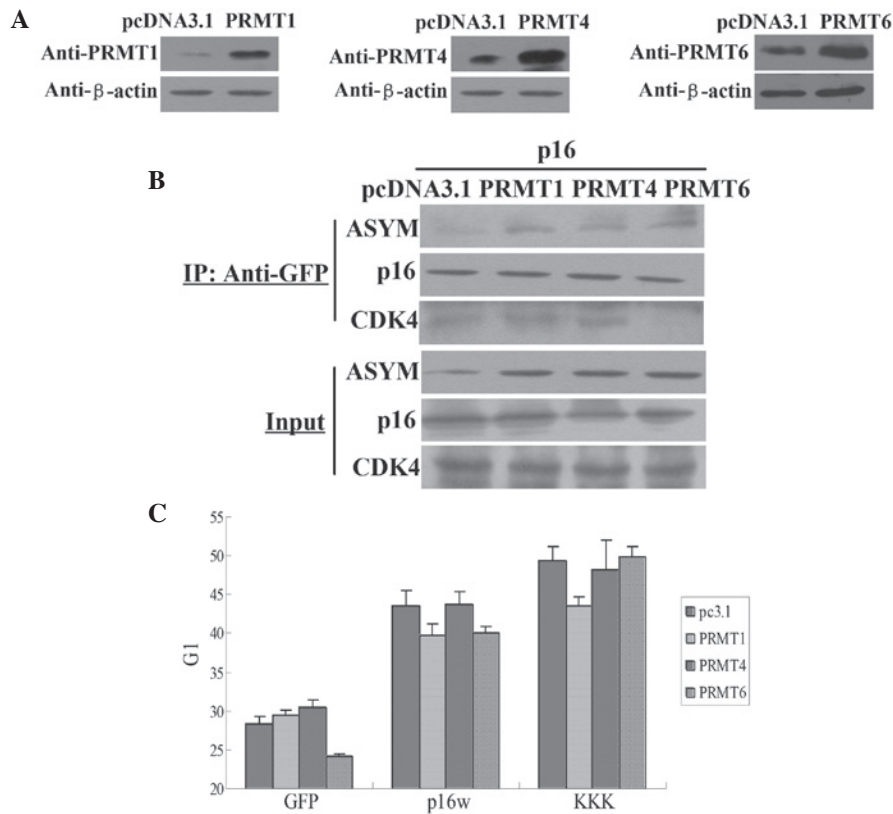 A
pcDNA3.1 PRMT1
Anti-PRMT1
Anti-β-actin
pcDNA3.1 PRMT4
Anti-PRMT4
Anti-β-actin
pcDNA3.1 PRMT6
Anti-PRMT6
Anti-β-actin
B
p16
pcDNA3.1 PRMT1 PRMT4 PRMT6
IP: Anti-GFP
ASYM
p16
CDK4
Input
ASYM
p16
CDK4
C
G1
55
50
45
40
35
30
25
20
GFP p16w KKK
pc3.1
PRMT1
PRMT4
PRMT6